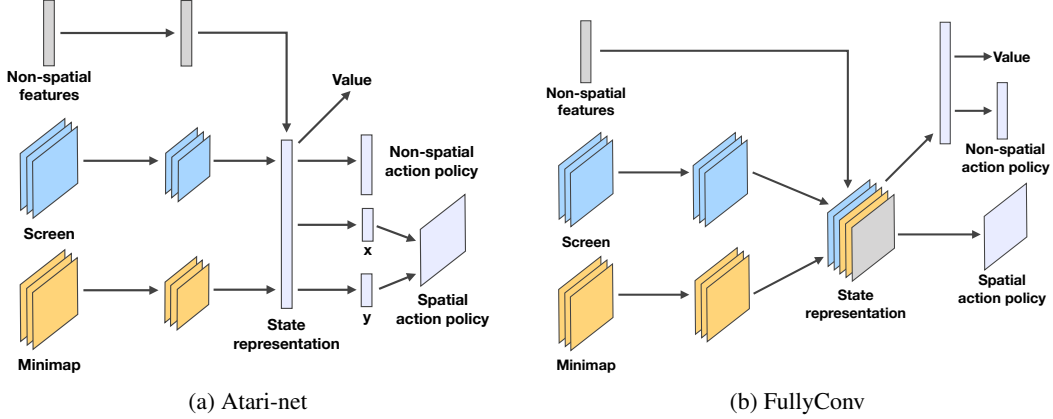 Non-spatial
features
Value
Screen
Non-spatial
action policy
x
y
Minimap
State
representation
Spatial
action policy
(a) Atari-net
Non-spatial
features
Value
Non-spatial
action policy
Screen
Minimap
State
representation
Spatial
action policy
(b) FullyConv